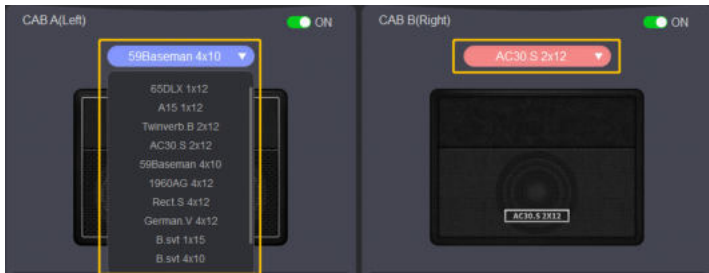 CAB A(Left)
ON
59Baseman 4x10
65DLX 1x12
A15 1x12
Twinverb.B 2x12
AC30.S 2x12
59Baseman 4x10
1960AG 4x12
Rect.S 4x12
German.V 4x12
B.svt 1x15
B.svt 4x10
CAB B(Right)
ON
AC30.S 2x12
AC30.S 2X12